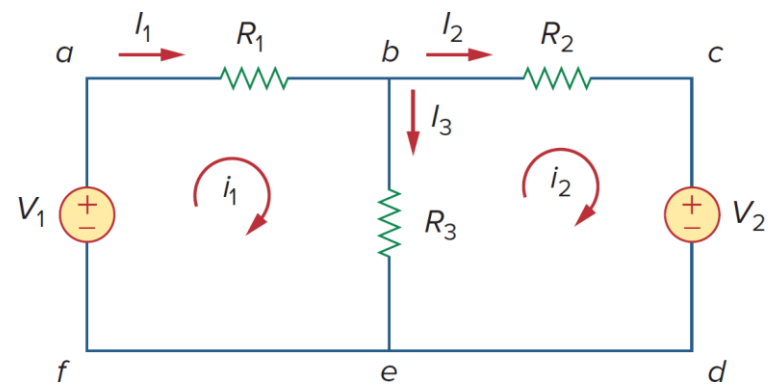 I₁ I₂
a R₁ b R₂ c
I₃
i₁ i₂
V₁ + − R₃ + − V₂
f e d